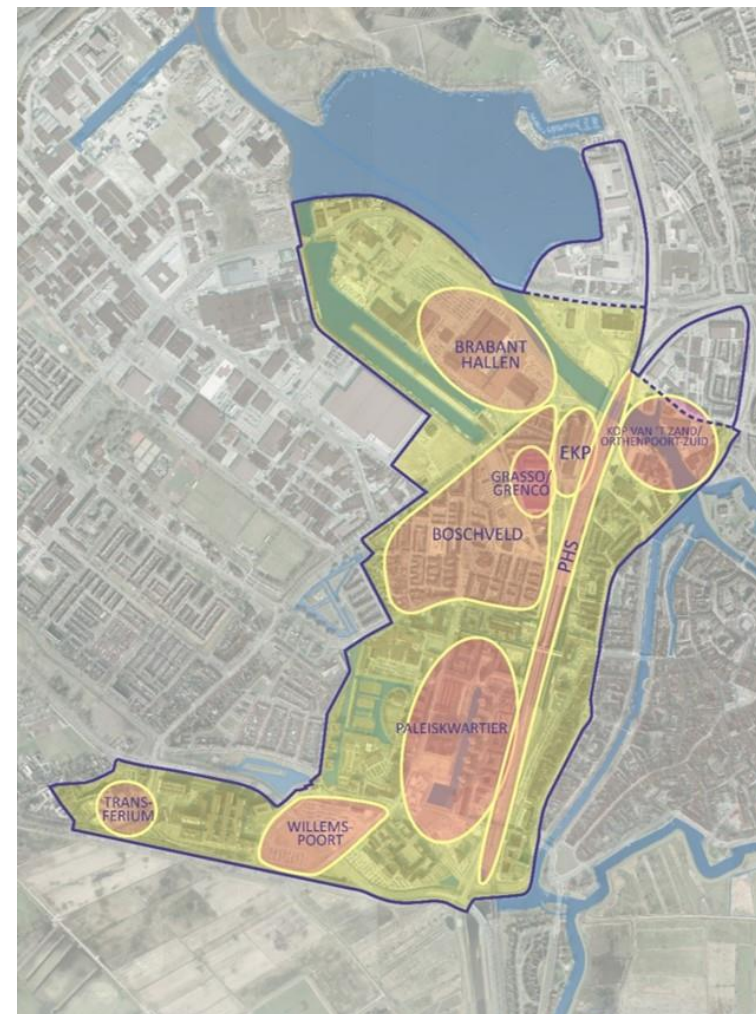 BRABANT
HALLEN
KOP VAN 'T ZAND/
ORTHENPOORT-ZUID
EKP
GRASSO/
GRENCO
BOSCHVELD
PHS
PALEISKWARTIER
TRANS-
FERIUM
WILLEMS-
POORT